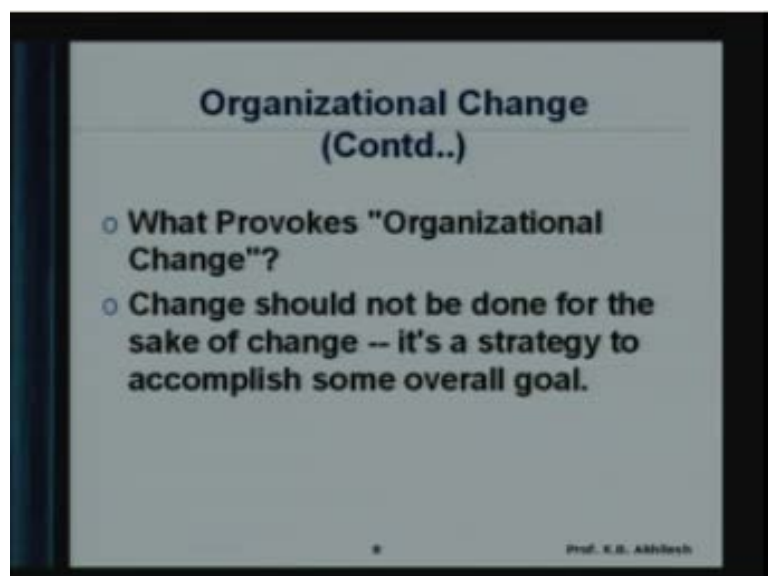 Organizational Change
(Contd..)
o What Provokes "Organizational
Change"?
o Change should not be done for the
sake of change -- it's a strategy to
accomplish some overall goal.
Prof. K.B. Akhilesh